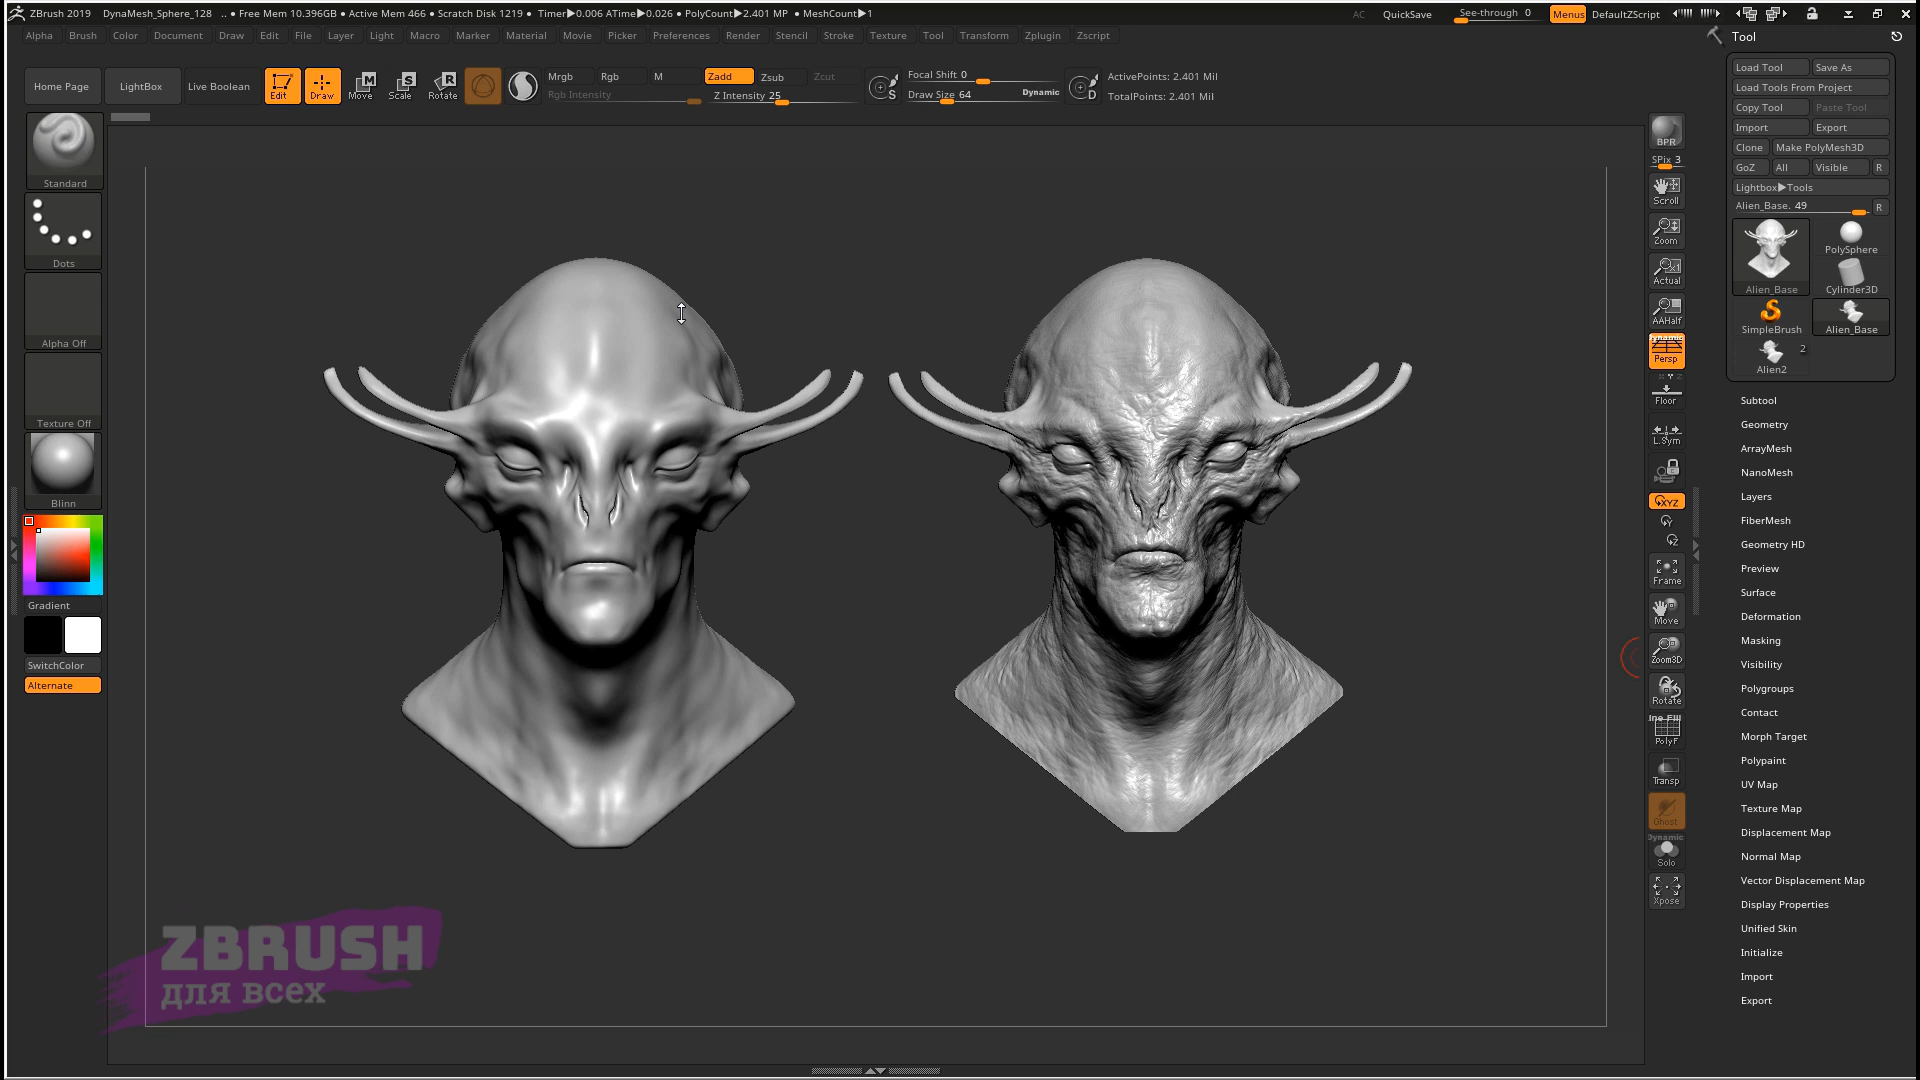 ZBrush 2019 DynaMesh_Sphere_128 .. ● Free Mem 10.396GB ● Active Mem 466 ● Scratch Disk 1219 ● Timer▶0.006 ATime▶0.026 ● PolyCount▶2.401 MP ● MeshCount▶1 AC QuickSave See-through 0 Menus DefaultZScript
Alpha Brush Color Document Draw Edit File Layer Light Macro Marker Material Movie Picker Preferences Render Stencil Stroke Texture Tool Transform Zplugin Zscript
Home Page LightBox Live Boolean Edit Draw Move Scale Rotate
Mrgb Rgb M Zadd Zsub Zcut
Rgb Intensity Z Intensity 25
Focal Shift 0
Draw Size 64 Dynamic
S D
ActivePoints: 2.401 Mil
TotalPoints: 2.401 Mil
Standard
Dots
Alpha Off
Texture Off
Blinn
Gradient
SwitchColor
Alternate
ZBRUSH
для всех
BPR
SPix 3
Scroll
Zoom
Actual
AAHalf
Dynamic
Persp
Floor
L.Sym
XYZ
Y
Z
Frame
Move
Zoom3D
Rotate
ine Fill
PolyF
Transp
Ghost
Dynamic
Solo
Xpose
Tool
Load Tool Save As
Load Tools From Project
Copy Tool Paste Tool
Import Export
Clone Make PolyMesh3D
GoZ All Visible R
Lightbox▶Tools
Alien_Base. 49 R
Alien_Base PolySphere
Cylinder3D
SimpleBrush Alien_Base
2
Alien2
Subtool
Geometry
ArrayMesh
NanoMesh
Layers
FiberMesh
Geometry HD
Preview
Surface
Deformation
Masking
Visibility
Polygroups
Contact
Morph Target
Polypaint
UV Map
Texture Map
Displacement Map
Normal Map
Vector Displacement Map
Display Properties
Unified Skin
Initialize
Import
Export